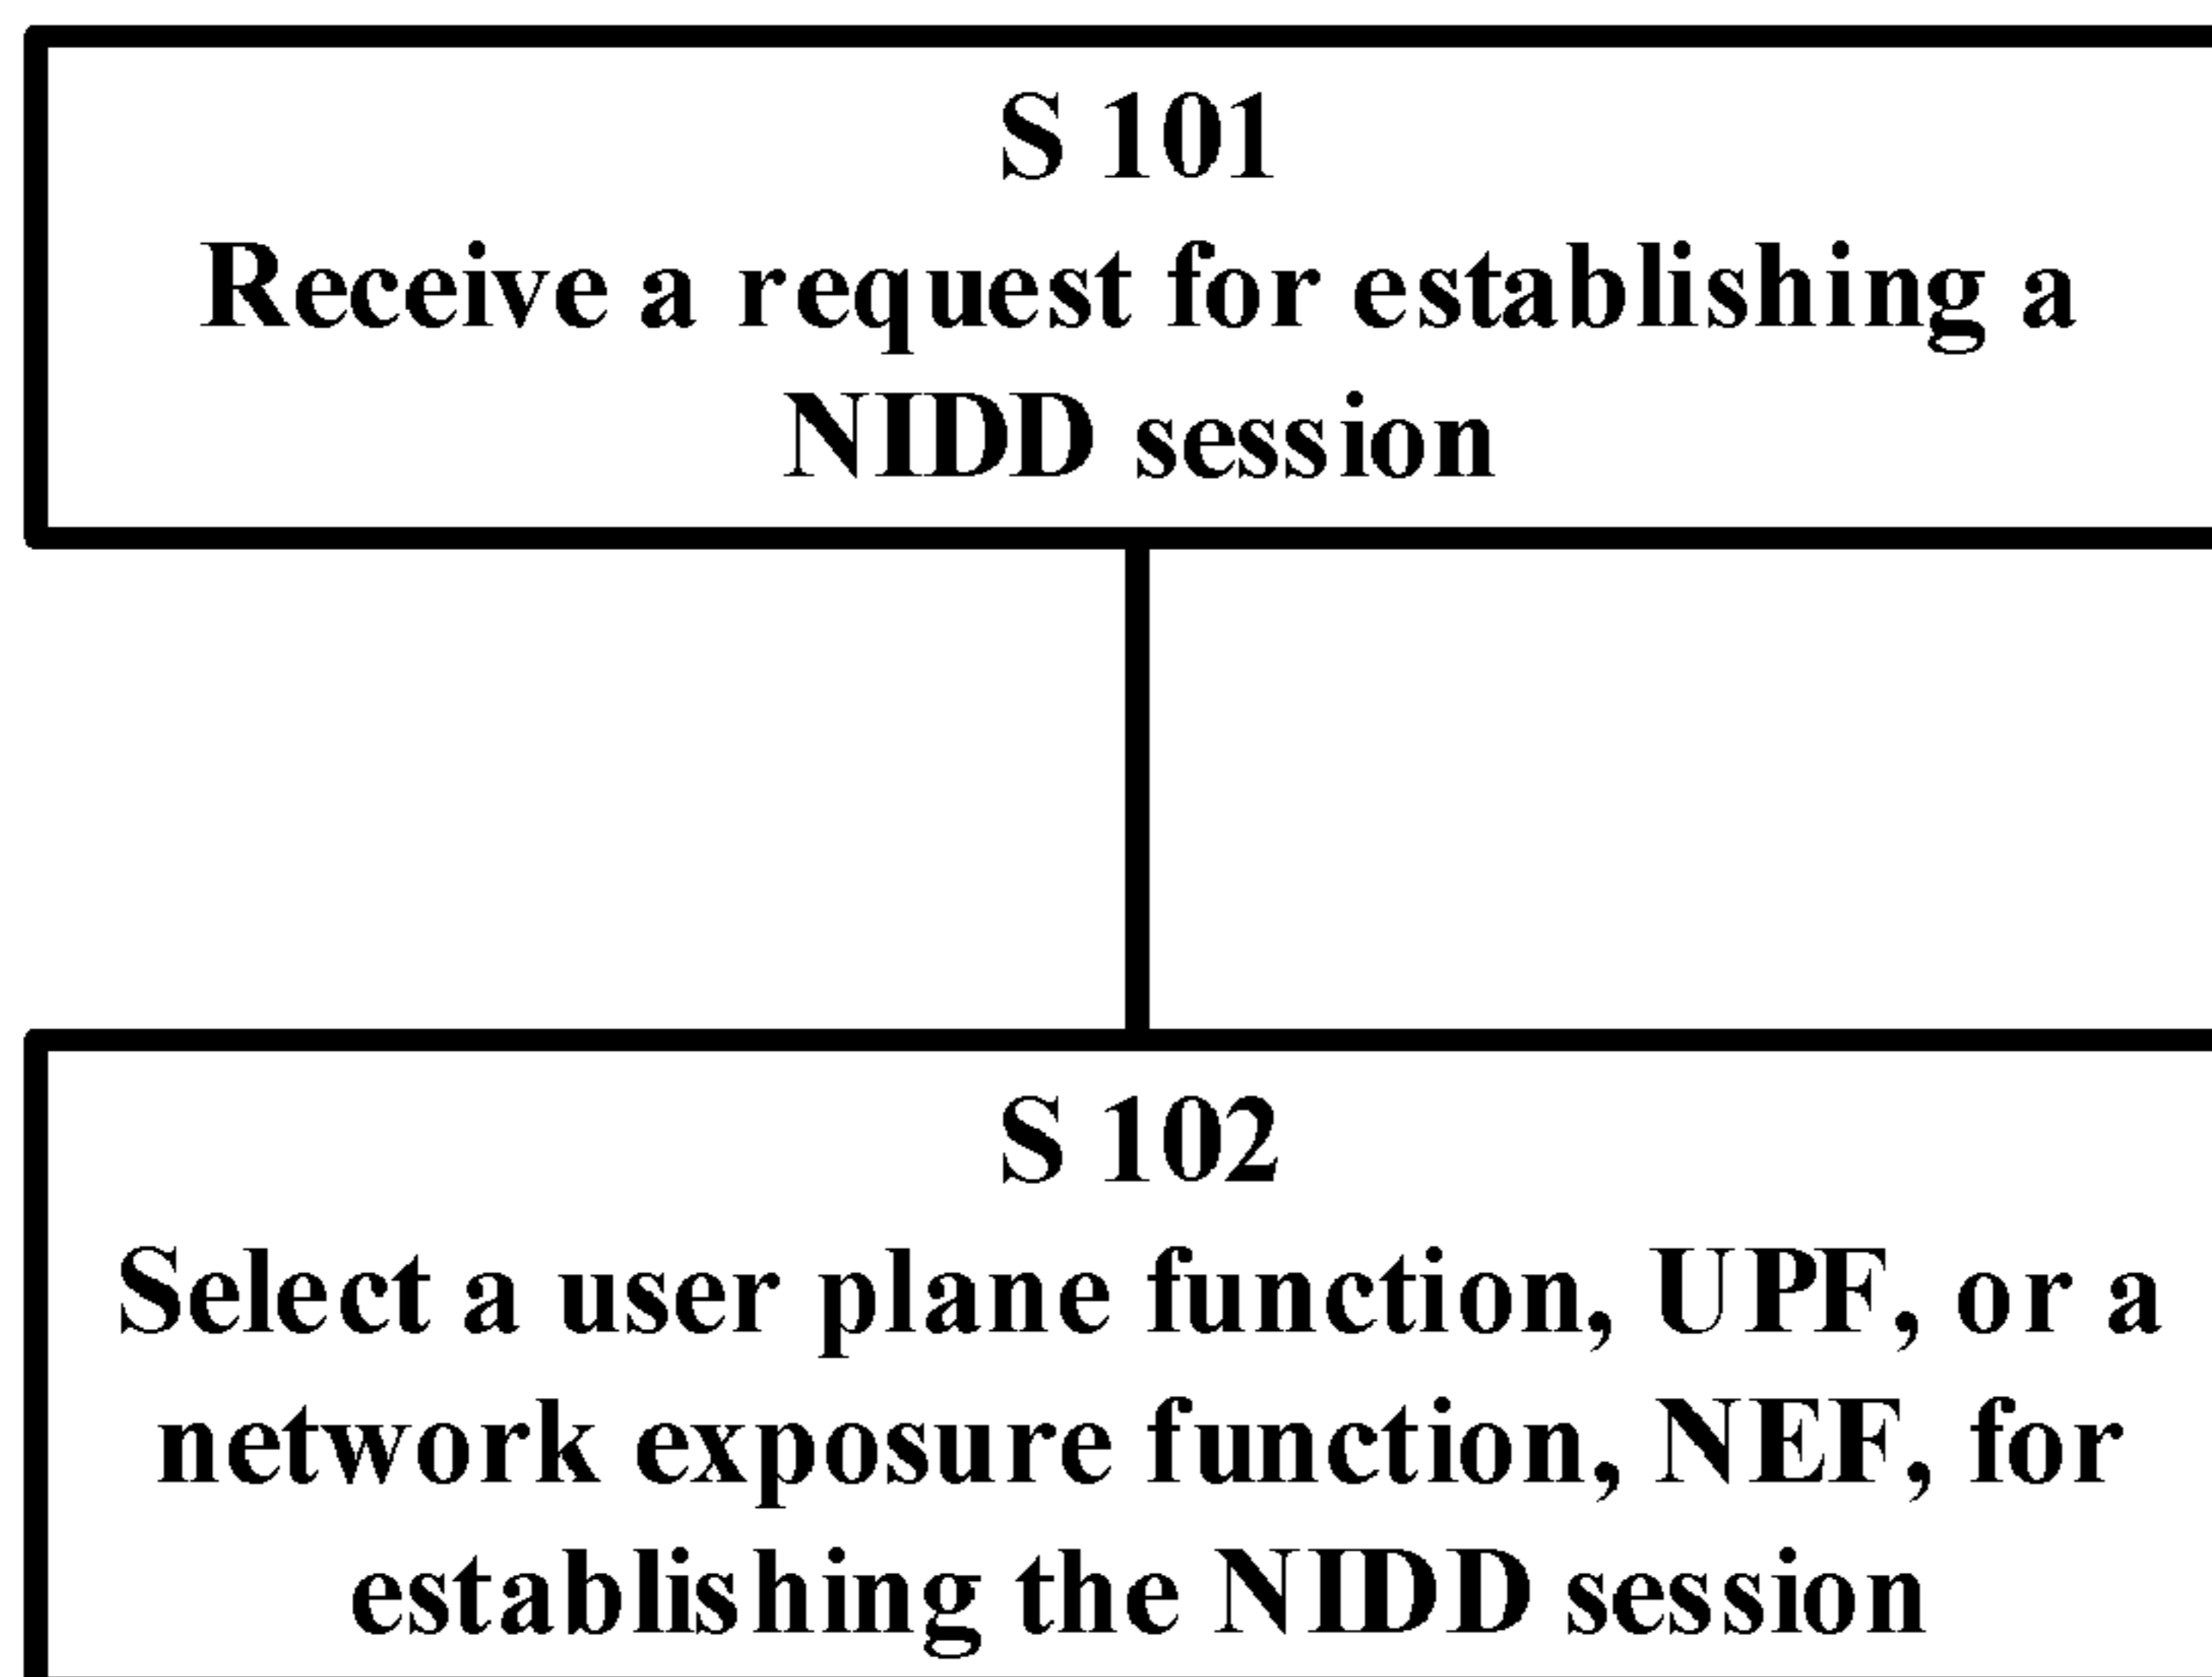 S 101
Receive a request for establishing a
NIDD session
S 102
Select a user plane function, UPF, or a
network exposure function, NEF, for
establishing the NIDD session